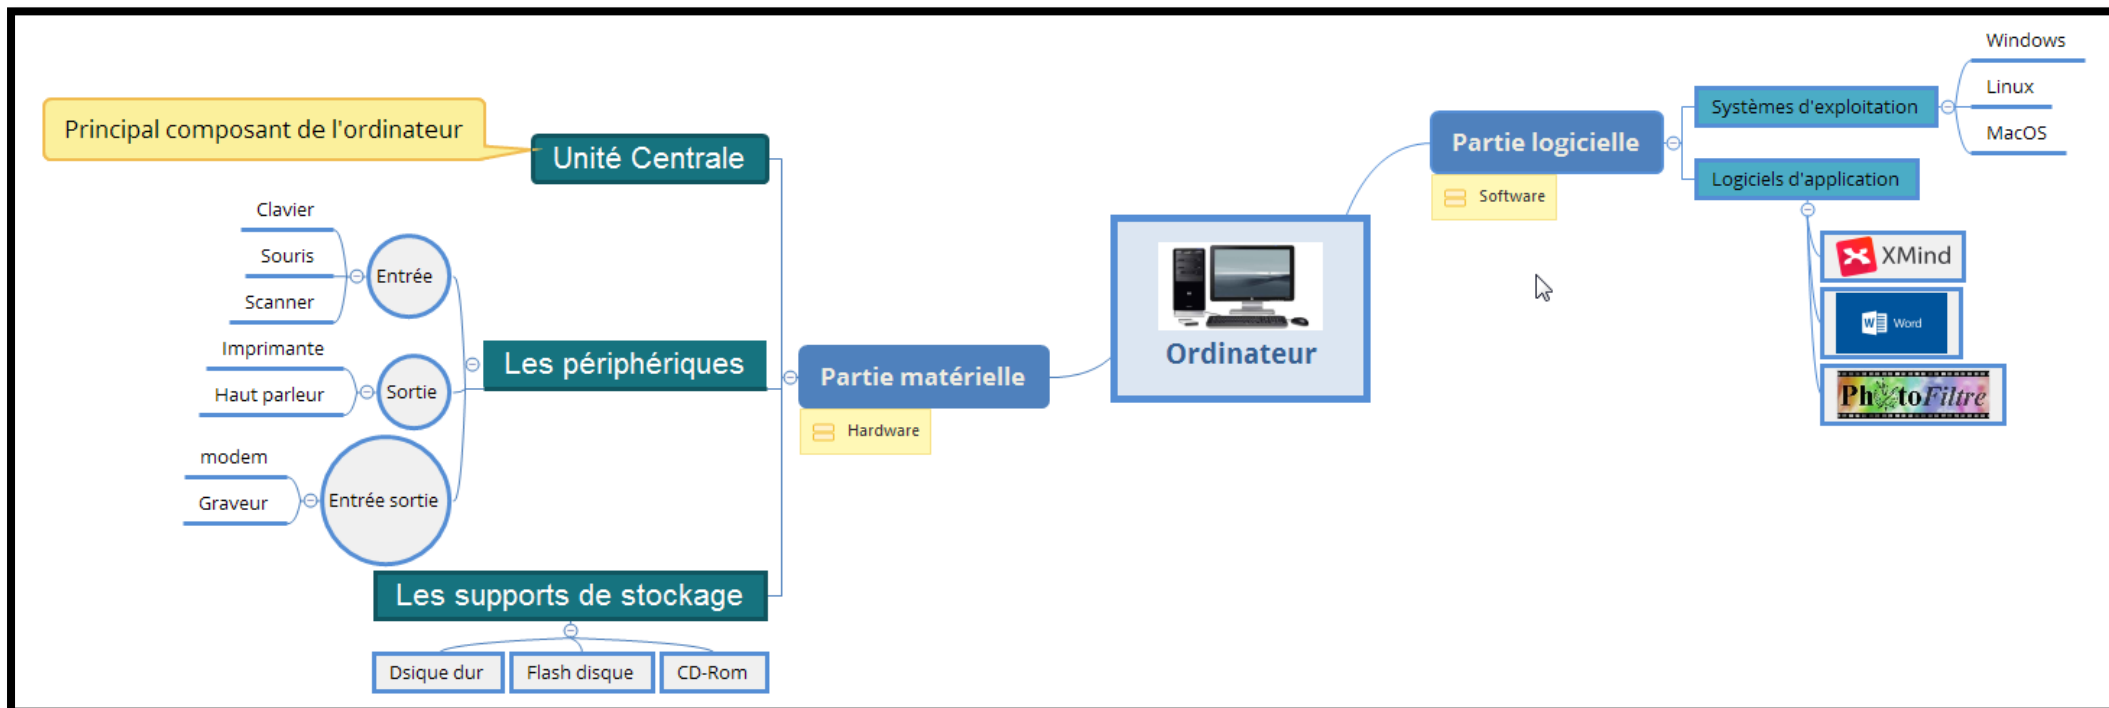 Principal composant de l'ordinateur
Unité Centrale
Clavier
Souris
Scanner
Entrée
Imprimante
Haut parleur
Sortie
modem
Graveur
Entrée sortie
Les périphériques
Les supports de stockage
Dsique dur
Flash disque
CD-Rom
Partie matérielle
Hardware
Ordinateur
Partie logicielle
Software
Systèmes d'exploitation
Windows
Linux
MacOS
Logiciels d'application
XMind
W Word
PhotoFiltre